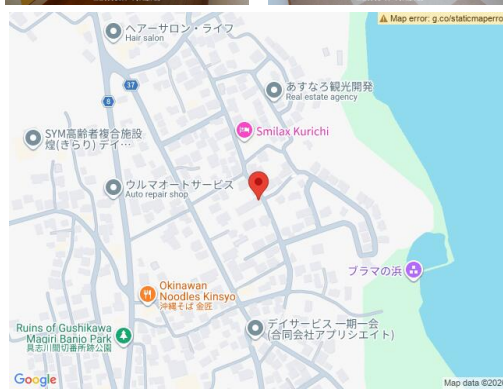 ヘアーサロン・ライフ
Hair salon
Map error: g.co/staticmaperro
37
8
あすなろ観光開発
Real estate agency
Smilax Kurichi
SYM高齢者複合施設
煌(きらり) デイ…
ウルマオートサービス
Auto repair shop
ブラマの浜
Okinawan
Noodles Kinsyo
沖縄そば 金匠
デイサービス 一期一会
(合同会社アプリシエイト)
Ruins of Gushikawa
Magiri Banjo Park
具志川間切番所跡公園
Google
Map data ©202